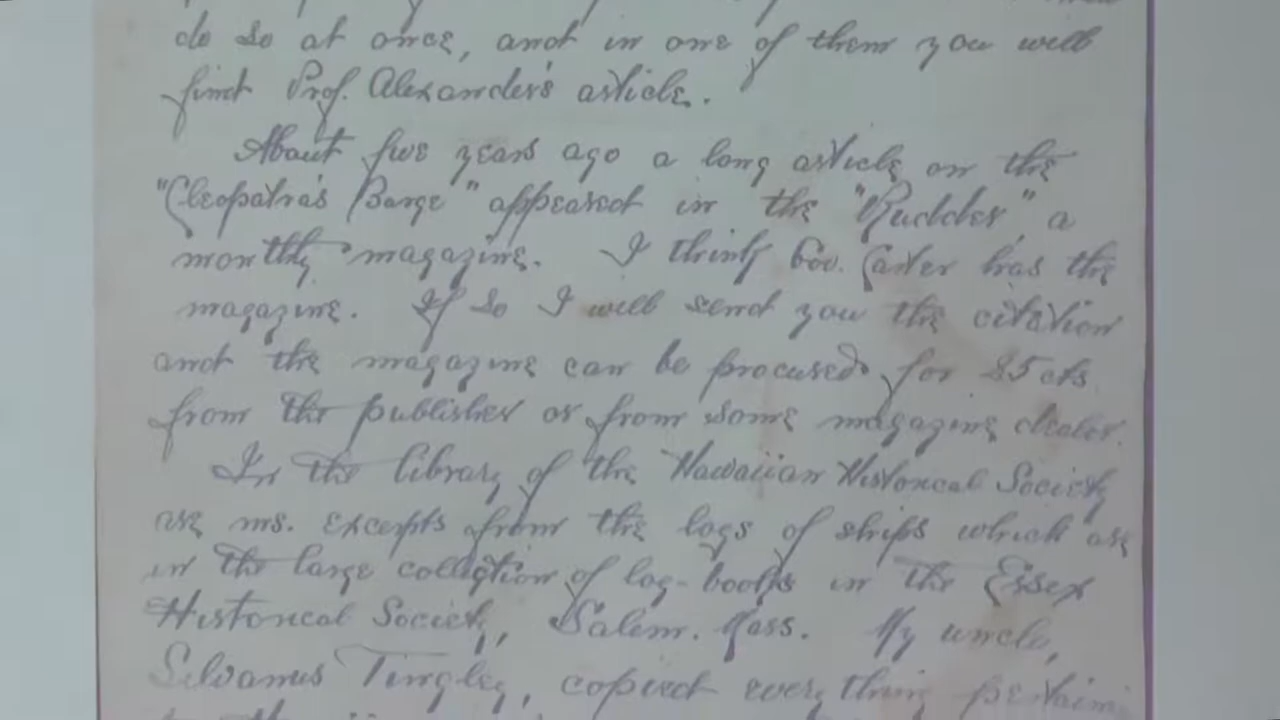 do so at once, and in one of them you will
find Prof. Alexander's article.
About five years ago a long article on the
"Cleopatra's Barge" appeared in the "Rudder", a
monthly magazine. I think Gov. Carter has the
magazine. If so I will send you the citation
and the magazine can be procured for 25 cts
from the publisher or from some magazine dealer.
In the library of the Hawaiian Historical Society
are ms. excerpts from the logs of ships which are
in the large collection of log-books in the Essex
Historical Society, Salem. Mass. My uncle,
Silvanus Tingley, copied everything pertaini